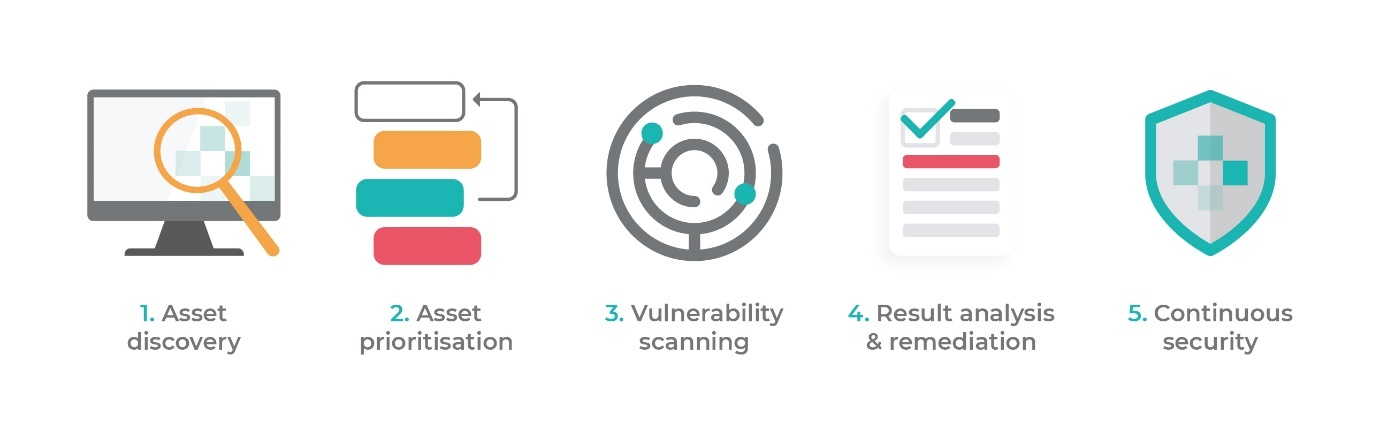 1. Asset
discovery
2. Asset
prioritisation
3. Vulnerability
scanning
4. Result analysis
& remediation
5. Continuous
security